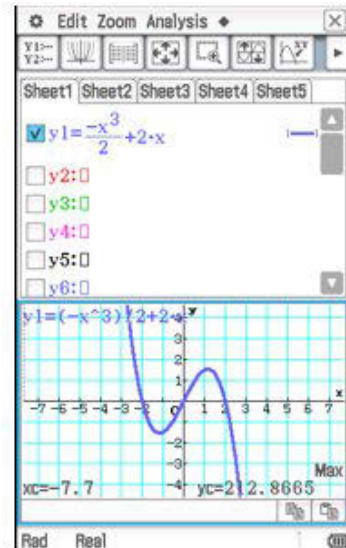 Edit Zoom Analysis
Y1:
Y2:
Sheet1 Sheet2 Sheet3 Sheet4 Sheet5
y1=-x^3/2+2·x
y2:
y3:
y4:
y5:
y6:
y1=(-x^3)/2+2·x
y
3
2
1
x
-7 -6 -5 -4 -3 -2 0 1 2 3 4 5 6 7
-2
-3
Max
xc=-7.7 -4 yc=212.8665
Rad Real